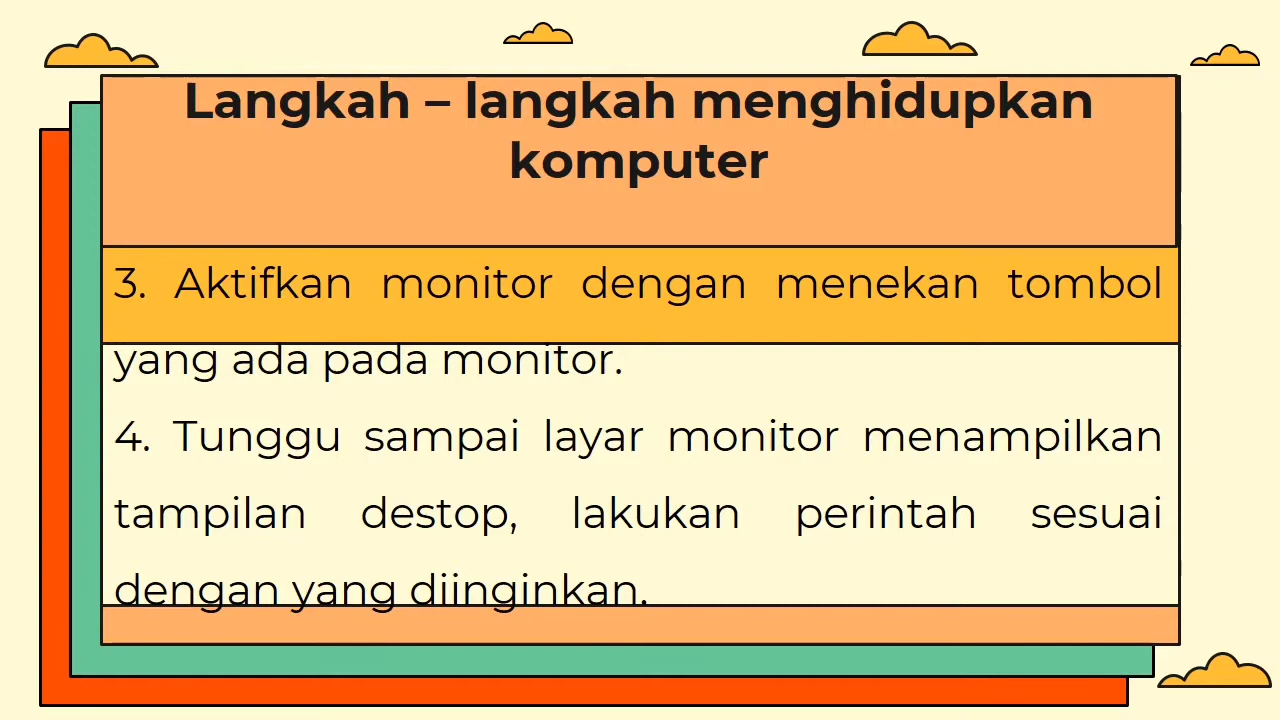 Langkah – langkah menghidupkan
komputer
3. Aktifkan monitor dengan menekan tombol
yang ada pada monitor.
4. Tunggu sampai layar monitor menampilkan
tampilan destop, lakukan perintah sesuai
dengan yang diinginkan.